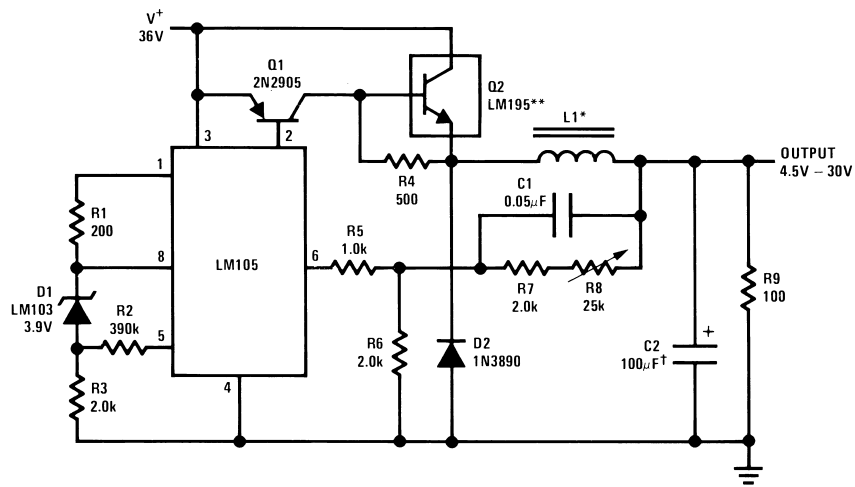 V+
36V
Q1
2N2905
Q2
LM195**
L1*
OUTPUT
4.5V – 30V
3
2
1
R4
500
C1
0.05μF
R1
200
R5
1.0k
8
LM105
6
R7
2.0k
R8
25k
R9
100
D1
LM103
3.9V
R2
390k
5
R6
2.0k
D2
1N3890
+
C2
100μF†
R3
2.0k
4